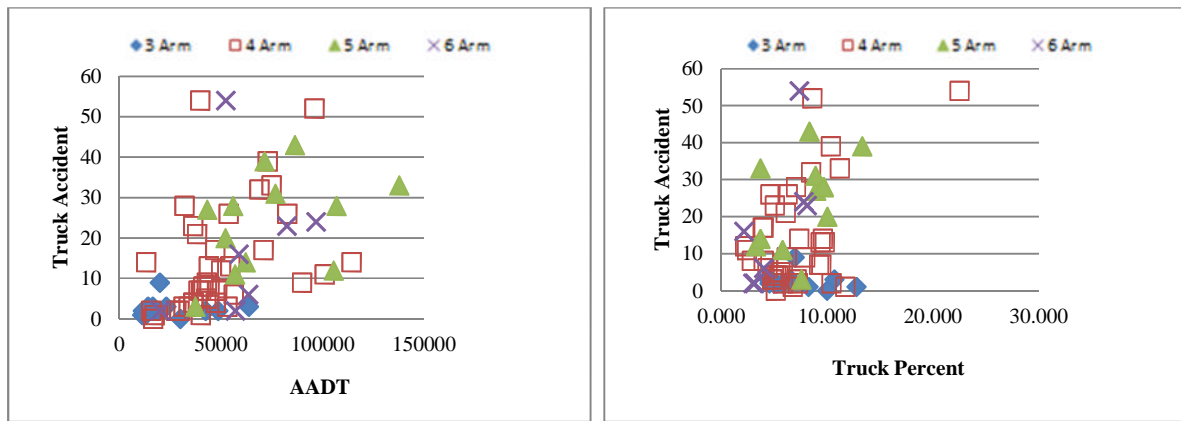 3 Arm 4 Arm 5 Arm 6 Arm
60
50
40
30
20
10
0
Truck Accident
0 50000 100000 150000
AADT
3 Arm 4 Arm 5 Arm 6 Arm
60
50
40
30
20
10
0
Truck Accident
0.000 10.000 20.000 30.000
Truck Percent